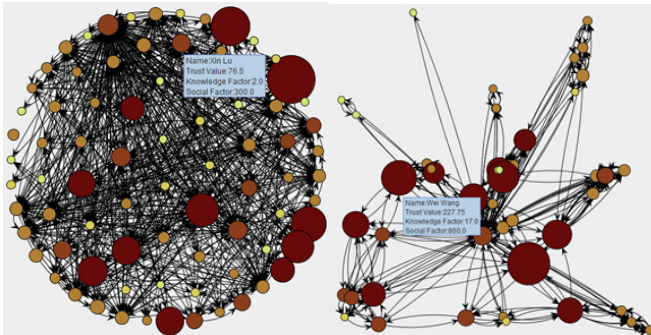 Name:Xin Lu
Trust Value:76.5
Knowledge Factor:2.0
Social Factor:300.0
Name:Wei Wang
Trust Value:227.75
Knowledge Factor:17.0
Social Factor:860.0